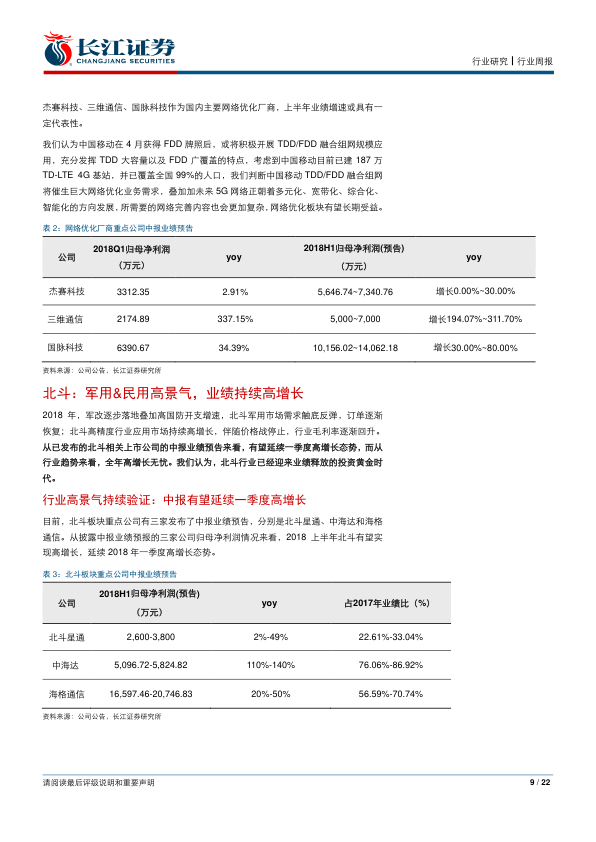 长江证券
CHANGJIANG SECURITIES
行业研究┃行业周报
杰赛科技、三维通信、国脉科技作为国内主要网络优化厂商，上半年业绩增速或具有一
定代表性。
我们认为中国移动在 4 月获得 FDD 牌照后，或将积极开展 TDD/FDD 融合组网规模应
用，充分发挥 TDD 大容量以及 FDD 广覆盖的特点，考虑到中国移动目前已建 187 万
TD-LTE 4G 基站，并已覆盖全国 99%的人口，我们判断中国移动 TDD/FDD 融合组网
将催生巨大网络优化业务需求，叠加加未来 5G 网络正朝着多元化、宽带化、综合化、
智能化的方向发展，所需要的网络完善内容也会更加复杂，网络优化板块有望长期受益。
表 2：网络优化厂商重点公司中报业绩预告
公司 2018Q1归母净利润（万元） yoy 2018H1归母净利润(预告)（万元） yoy
杰赛科技 3312.35 2.91% 5,646.74~7,340.76 增长0.00%~30.00%
三维通信 2174.89 337.15% 5,000~7,000 增长194.07%~311.70%
国脉科技 6390.67 34.39% 10,156.02~14,062.18 增长30.00%~80.00%
资料来源：公司公告，长江证券研究所
北斗：军用&民用高景气，业绩持续高增长
2018 年，军改逐步落地叠加高国防开支增速，北斗军用市场需求触底反弹，订单逐渐
恢复；北斗高精度行业应用市场持续高增长，伴随价格战停止，行业毛利率逐渐回升。
从已发布的北斗相关上市公司的中报业绩预告来看，有望延续一季度高增长态势，而从
行业趋势来看，全年高增长无忧。我们认为，北斗行业已经迎来业绩释放的投资黄金时
代。
行业高景气持续验证：中报有望延续一季度高增长
目前，北斗板块重点公司有三家发布了中报业绩预告，分别是北斗星通、中海达和海格
通信。从披露中报业绩预报的三家公司归母净利润情况来看，2018 上半年北斗有望实
现高增长，延续 2018 年一季度高增长态势。
表 3：北斗板块重点公司中报业绩预告
公司 2018H1归母净利润(预告)（万元） yoy 占2017年业绩比（%）
北斗星通 2,600-3,800 2%-49% 22.61%-33.04%
中海达 5,096.72-5,824.82 110%-140% 76.06%-86.92%
海格通信 16,597.46-20,746.83 20%-50% 56.59%-70.74%
资料来源：公司公告，长江证券研究所
请阅读最后评级说明和重要声明
9 / 22